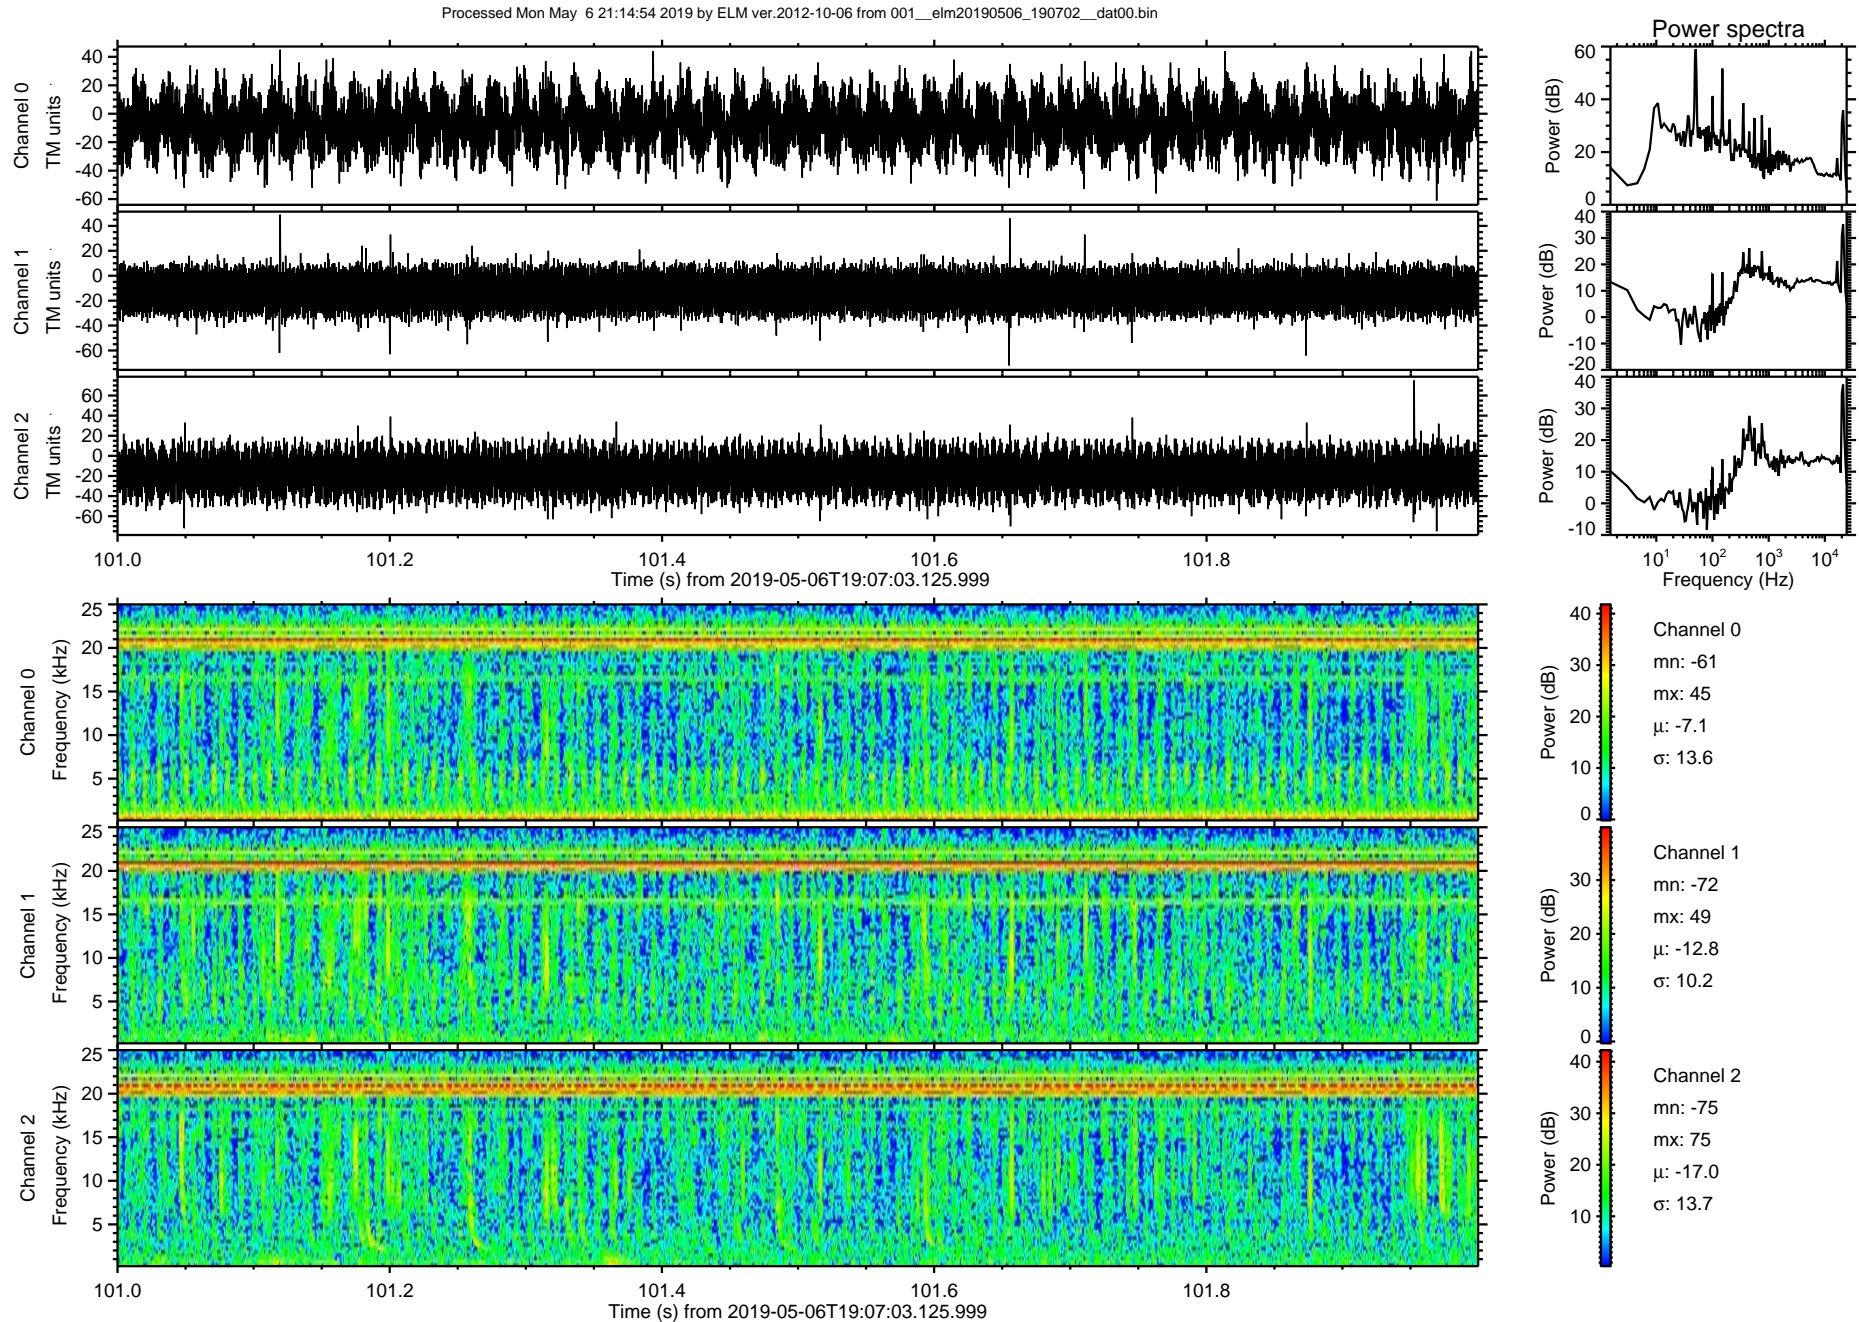 Processed Mon May  6 21:14:54 2019 by ELM ver.2012-10-06 from 001__elm20190506_190702__dat00.bin
Power spectra
Channel 0
TM units
40
20
0
-20
-40
-60
Power (dB)
60
40
20
0
Channel 1
TM units
40
20
0
-20
-40
-60
Power (dB)
40
30
20
10
0
-10
-20
Channel 2
TM units
60
40
20
0
-20
-40
-60
Power (dB)
40
30
20
10
0
-10
101.0 101.2 101.4 101.6 101.8
Time (s) from 2019-05-06T19:07:03.125.999
10¹ 10² 10³ 10⁴
Frequency (Hz)
Channel 0
Frequency (kHz)
25
20
15
10
5
Power (dB)
40
30
20
10
0
Channel 0
mn: -61
mx: 45
µ: -7.1
σ: 13.6
Channel 1
Frequency (kHz)
25
20
15
10
5
Power (dB)
30
20
10
0
Channel 1
mn: -72
mx: 49
µ: -12.8
σ: 10.2
Channel 2
Frequency (kHz)
25
20
15
10
5
Power (dB)
40
30
20
10
Channel 2
mn: -75
mx: 75
µ: -17.0
σ: 13.7
101.0 101.2 101.4 101.6 101.8
Time (s) from 2019-05-06T19:07:03.125.999